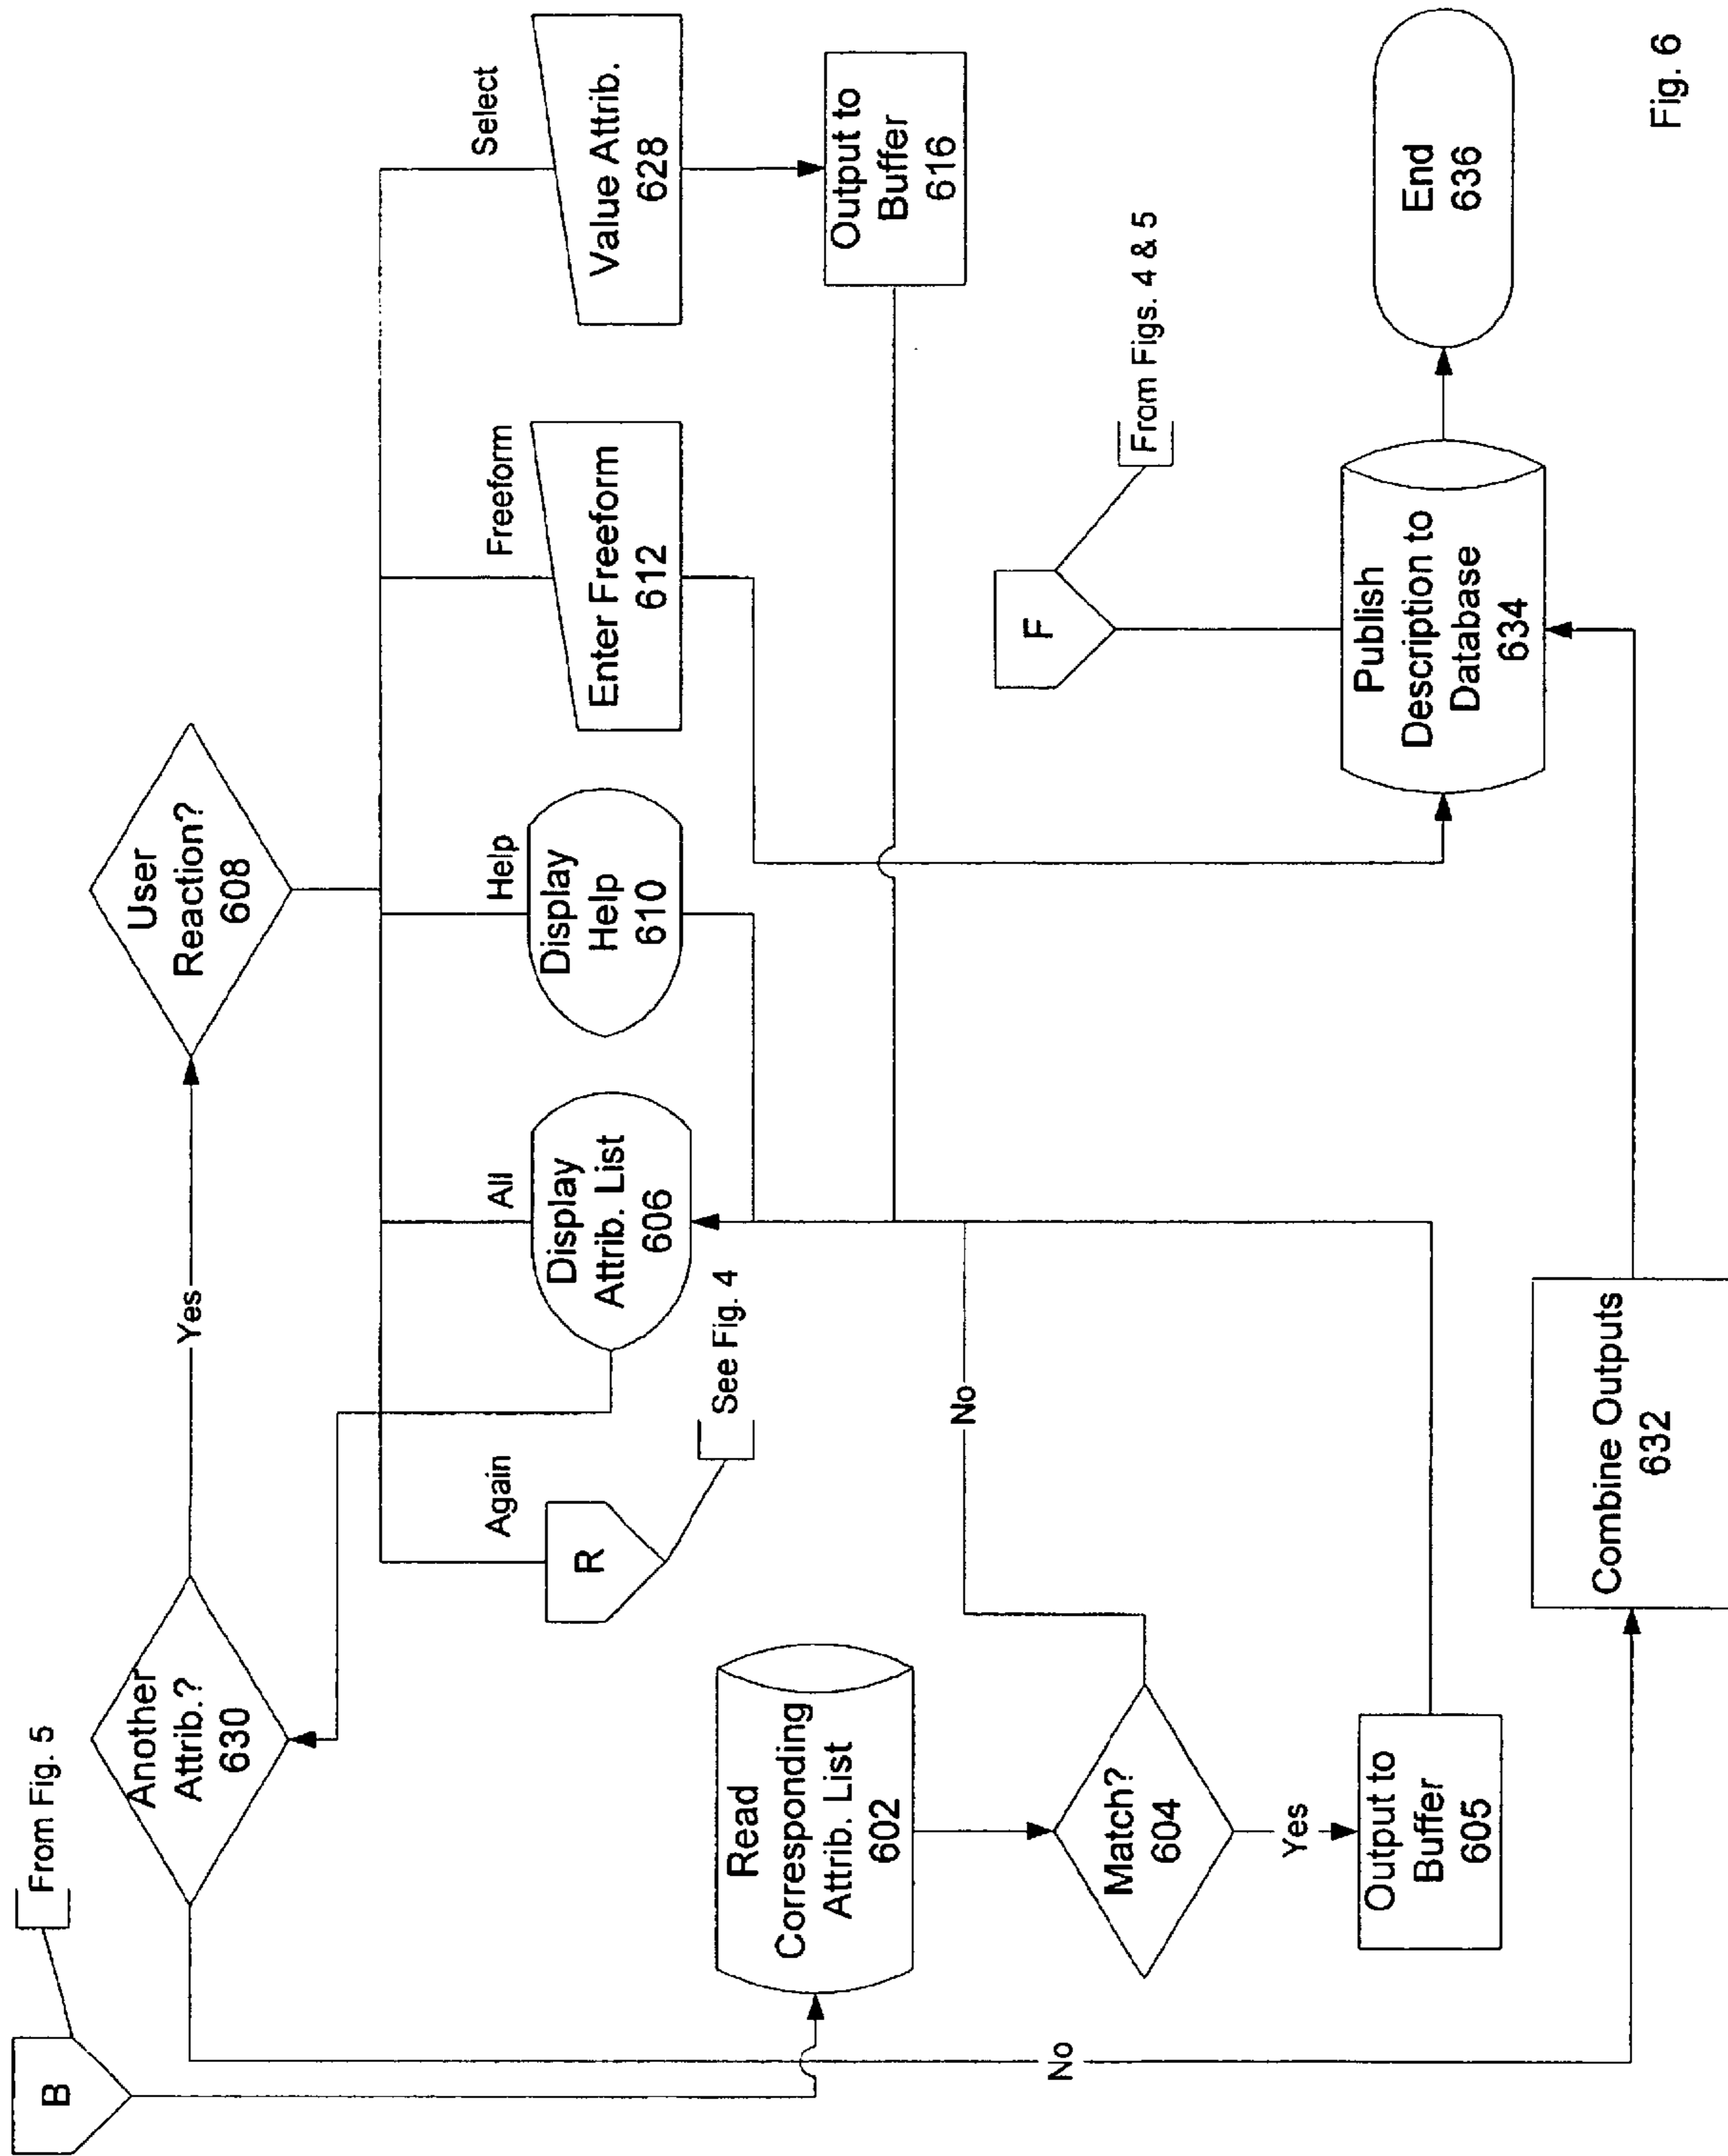 B
From Fig. 5
Another
Attrib.?
630
Yes
User
Reaction?
608
Again
All
Help
Freeform
Select
R
See Fig. 4
Display
Attrib. List
606
Display
Help
610
Enter Freeform
612
Value Attrib.
628
Output to
Buffer
616
Read
Corresponding
Attrib. List
602
Match?
604
No
Yes
Output to
Buffer
605
No
Combine Outputs
632
F
From Figs. 4 & 5
Publish
Description to
Database
634
End
636
Fig. 6